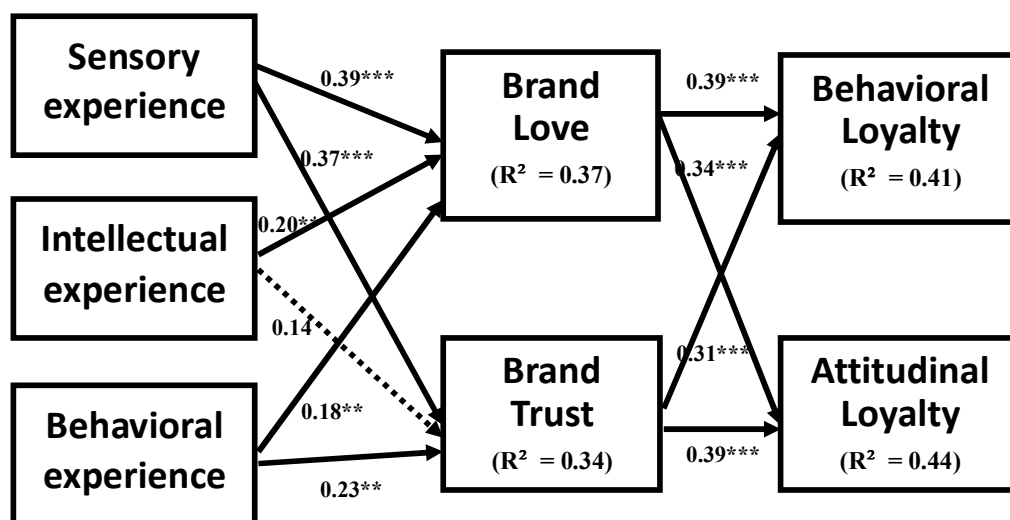 Sensory
experience
Intellectual
experience
Behavioral
experience
0.39***
0.37***
0.20**
0.14
0.18**
0.23**
Brand
Love
(R² = 0.37)
Brand
Trust
(R² = 0.34)
0.39***
0.34***
0.31***
0.39***
Behavioral
Loyalty
(R² = 0.41)
Attitudinal
Loyalty
(R² = 0.44)